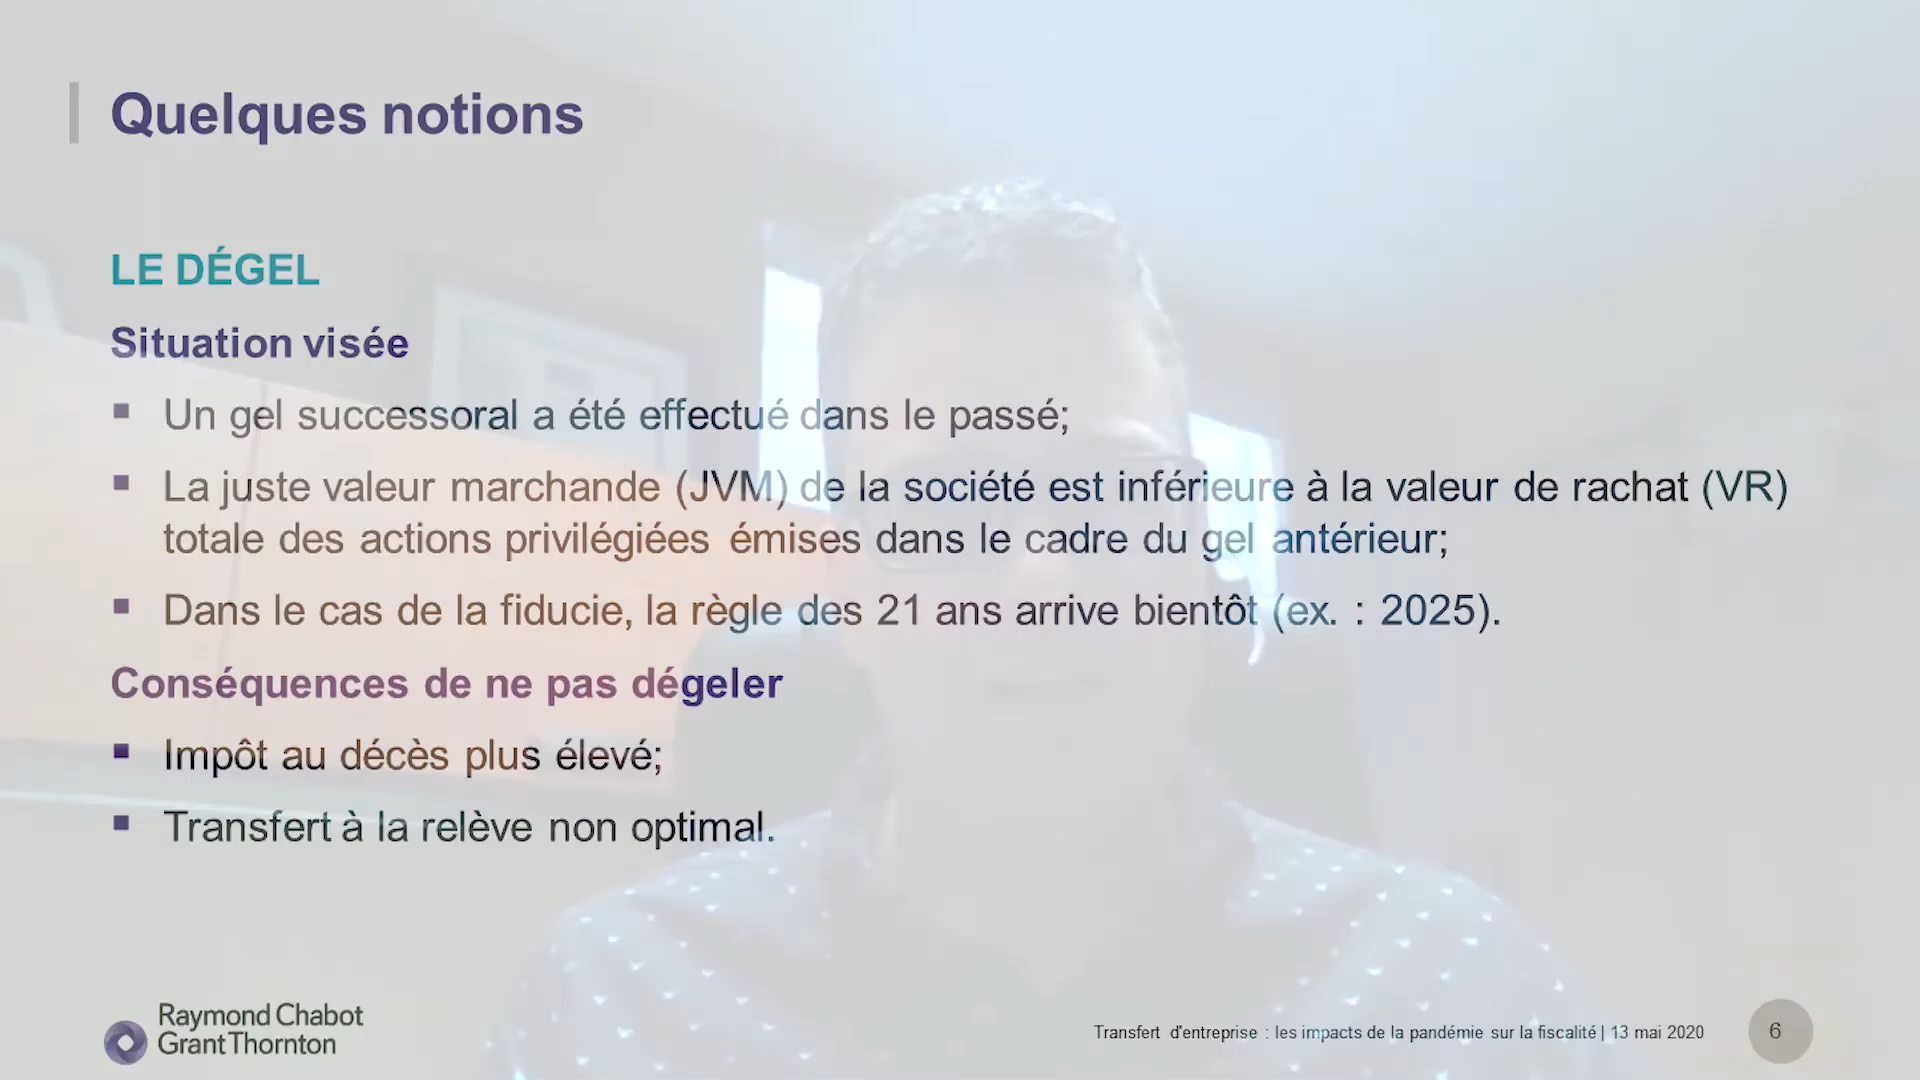 Quelques notions
LE DÉGEL
Situation visée
▪ Un gel successoral a été effectué dans le passé;
▪ La juste valeur marchande (JVM) de la société est inférieure à la valeur de rachat (VR)
totale des actions privilégiées émises dans le cadre du gel antérieur;
▪ Dans le cas de la fiducie, la règle des 21 ans arrive bientôt (ex. : 2025).
Conséquences de ne pas dégeler
▪ Impôt au décès plus élevé;
▪ Transfert à la relève non optimal.
Raymond Chabot
Grant Thornton
Transfert d'entreprise : les impacts de la pandémie sur la fiscalité | 13 mai 2020
6